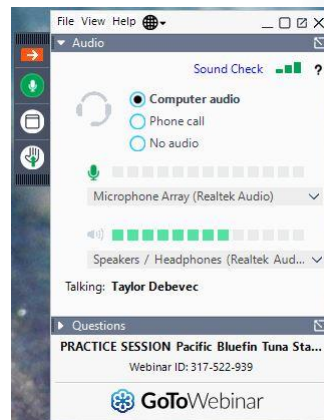 File View Help
Audio
Sound Check ?
Computer audio
Phone call
No audio
Microphone Array (Realtek Audio)
Speakers / Headphones (Realtek Aud...
Talking: Taylor Debevec
Questions
PRACTICE SESSION Pacific Bluefin Tuna Sta...
Webinar ID: 317-522-939
GoToWebinar